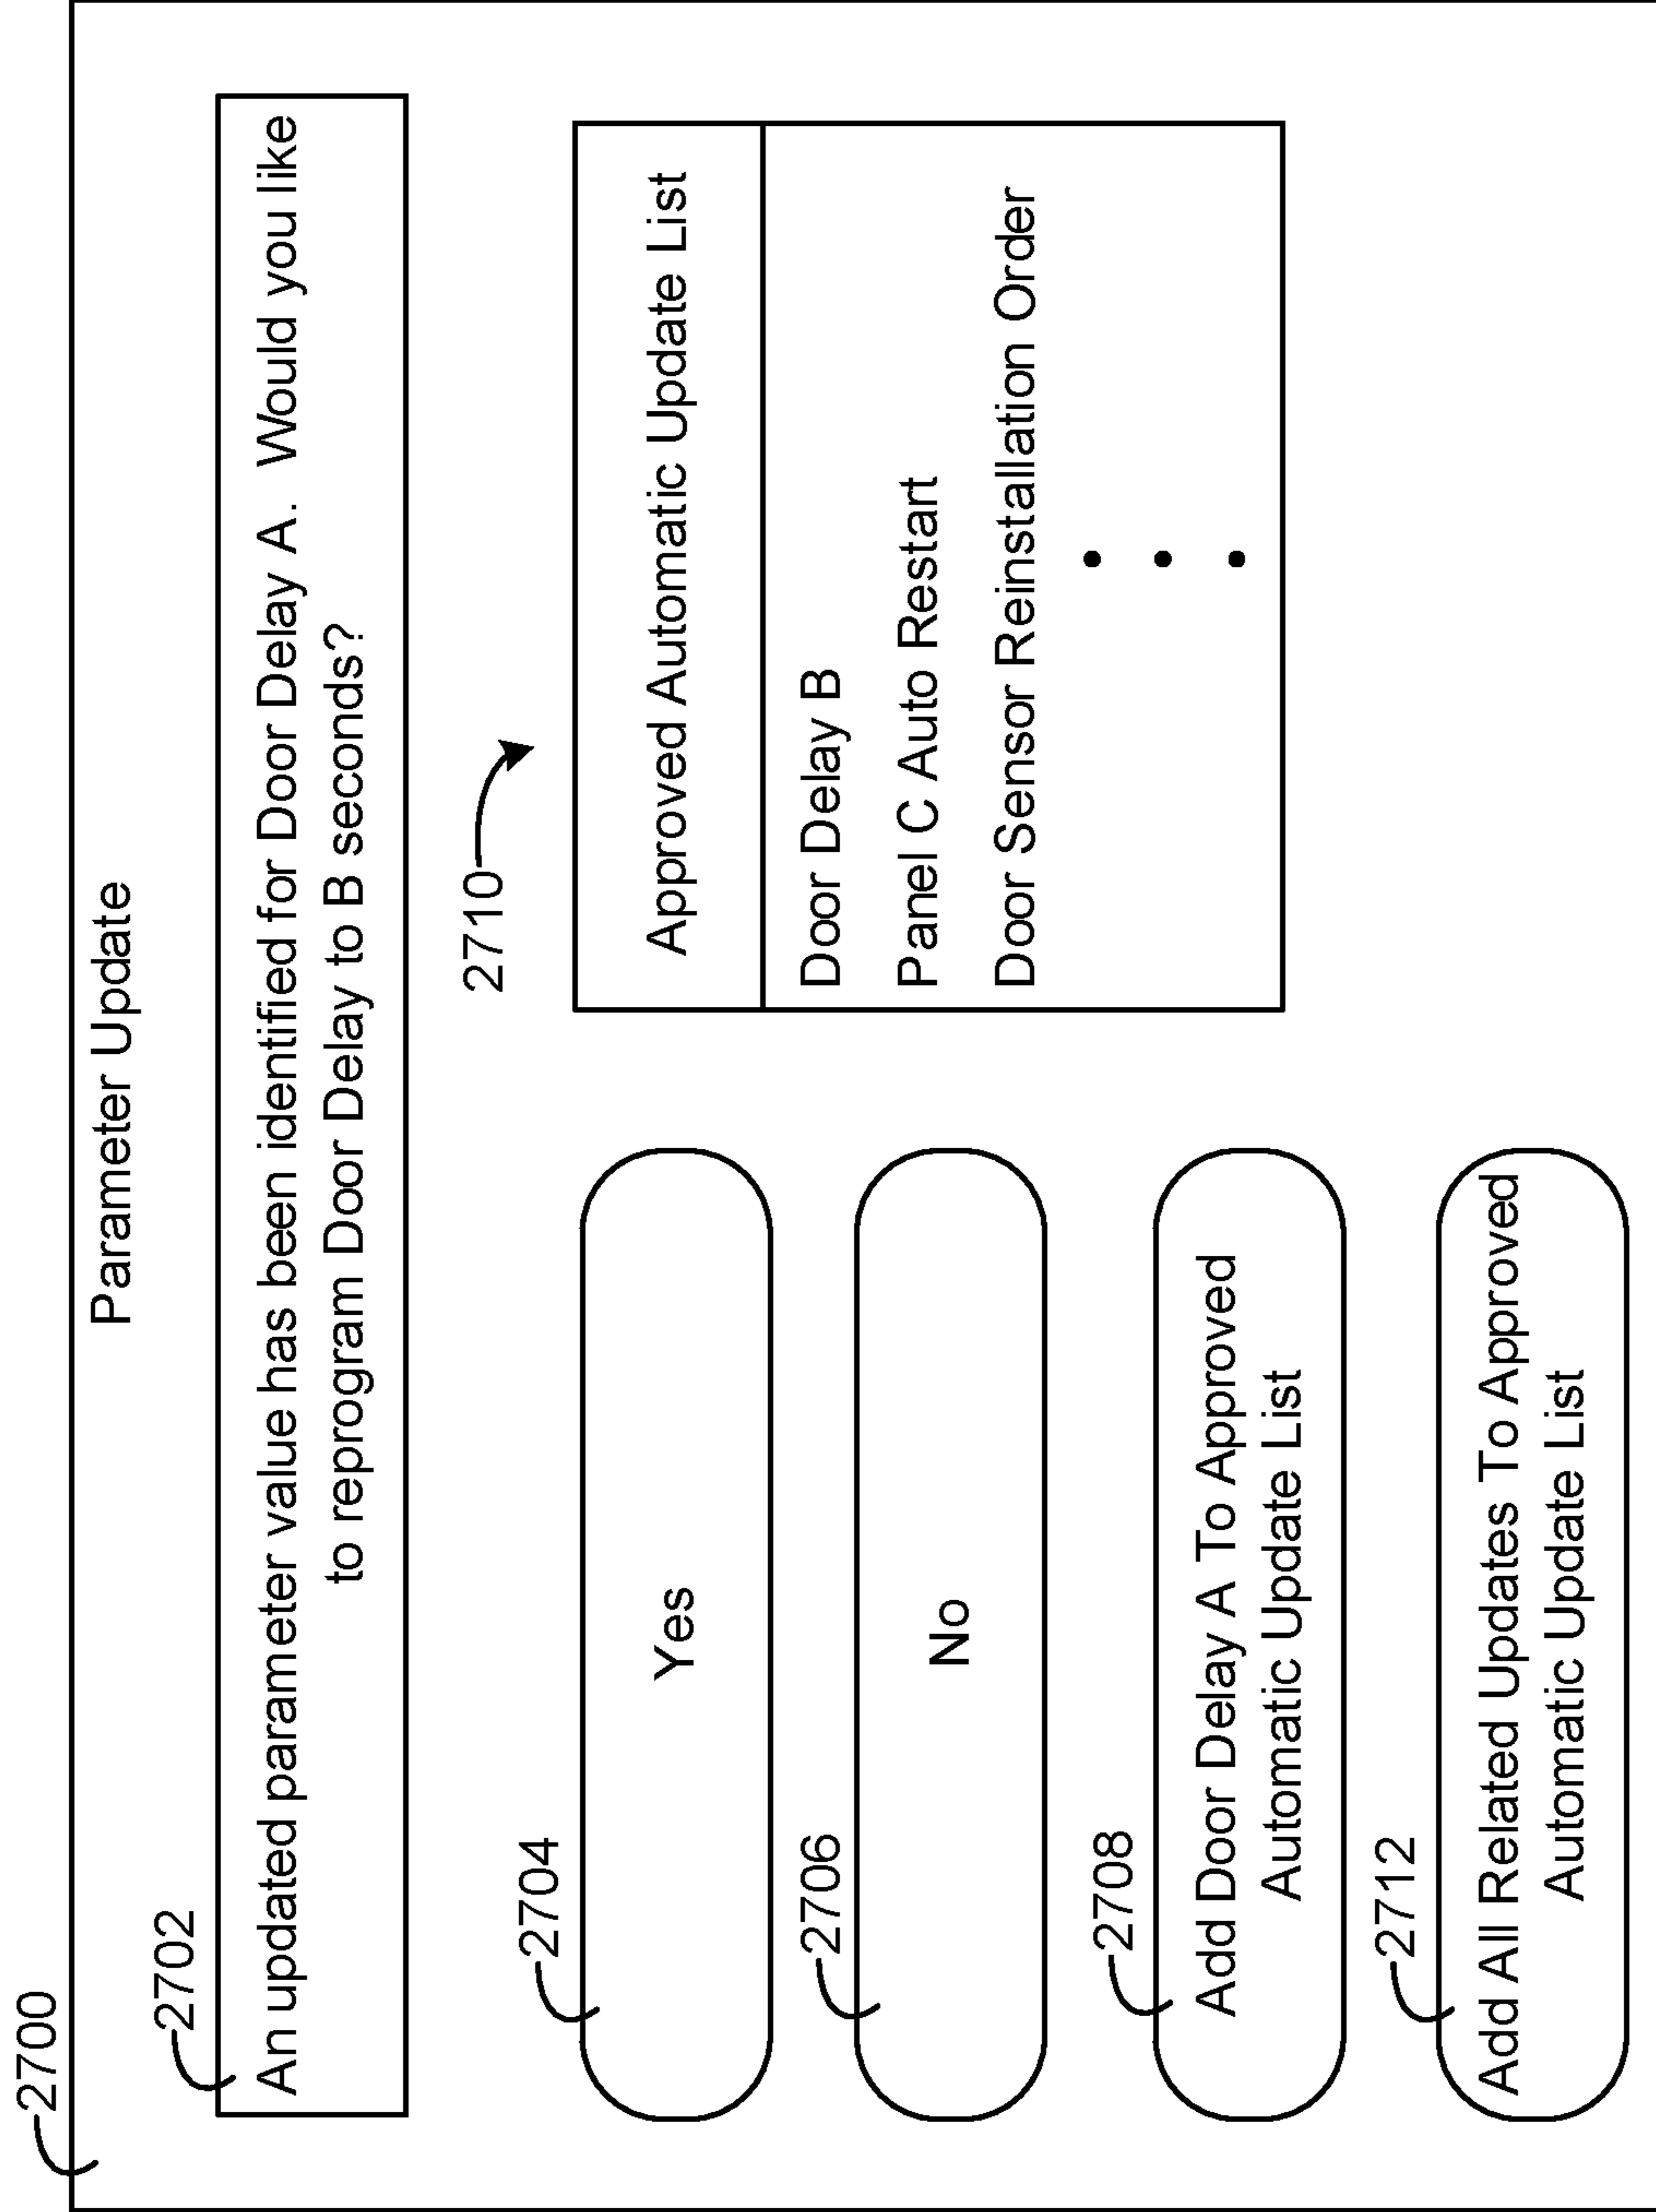 2700
Parameter Update
2702
An updated parameter value has been identified for Door Delay A. Would you like
to reprogram Door Delay to B seconds?
2704
Yes
2706
No
2708
Add Door Delay A To Approved
Automatic Update List
2712
Add All Related Updates To Approved
Automatic Update List
2710
Approved Automatic Update List
Door Delay B
Panel C Auto Restart
Door Sensor Reinstallation Order